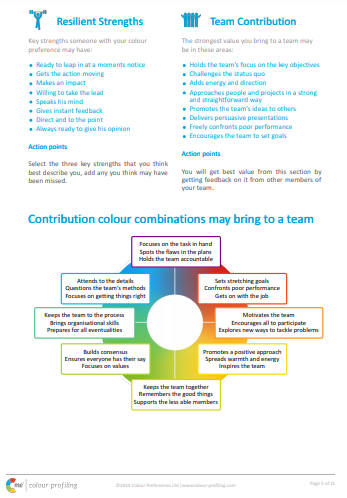 Resilient Strengths
Key strengths someone with your colour
preference may have:
Ready to leap in at a moments notice
Gets the action moving
Makes an impact
Willing to take the lead
Speaks his mind
Gives instant feedback
Direct and to the point
Always ready to give his opinion
Action points
Select the three key strengths that you think
best describe you, add any you think may have
been missed.
Team Contribution
The strongest value you bring to a team may
be in these areas:
Holds the team's focus on the key objectives
Challenges the status quo
Adds energy and direction
Approaches people and projects in a strong
and straightforward way
Promotes the team's ideas to others
Delivers persuasive presentations
Freely confronts poor performance
Encourages the team to set goals
Action points
You will get best value from this section by
getting feedback on it from other members of
your team.
Contribution colour combinations may bring to a team
Focuses on the task in hand
Spots the flaws in the plans
Holds the team accountable
Attends to the details
Questions the team's methods
Focuses on getting things right
Sets stretching goals
Confronts poor performance
Gets on with the job
Keeps the team to the process
Brings organisational skills
Prepares for all eventualities
Motivates the team
Encourages all to participate
Explores new ways to tackle problems
Builds consensus
Ensures everyone has their say
Focuses on values
Promotes a positive approach
Spreads warmth and energy
Inspires the team
Keeps the team together
Remembers the good things
Supports the less able members
me colour profiling
Colour Preferences Ltd | www.colour-profiling.com
Page 5 of 11